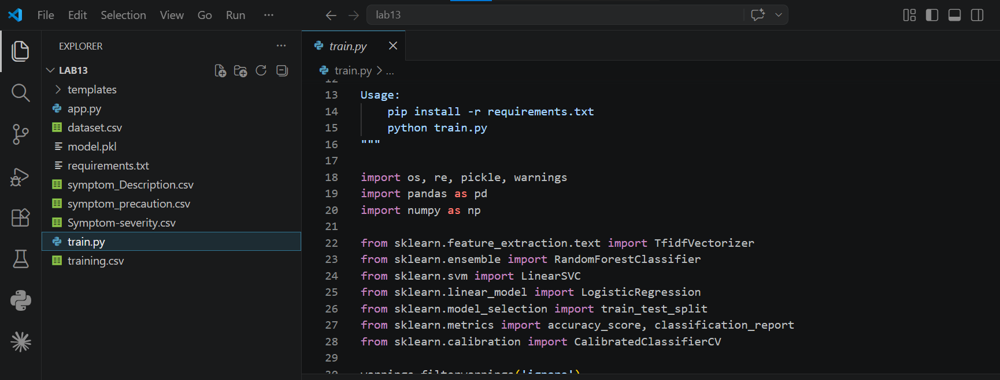 File Edit Selection View Go Run ···
lab13
EXPLORER ···
LAB13
templates
app.py
dataset.csv
model.pkl
requirements.txt
symptom_Description.csv
symptom_precaution.csv
Symptom-severity.csv
train.py
training.csv
train.py
train.py > ...
12
13 Usage:
14     pip install -r requirements.txt
15     python train.py
16 """
17
18 import os, re, pickle, warnings
19 import pandas as pd
20 import numpy as np
21
22 from sklearn.feature_extraction.text import TfidfVectorizer
23 from sklearn.ensemble import RandomForestClassifier
24 from sklearn.svm import LinearSVC
25 from sklearn.linear_model import LogisticRegression
26 from sklearn.model_selection import train_test_split
27 from sklearn.metrics import accuracy_score, classification_report
28 from sklearn.calibration import CalibratedClassifierCV
29
30 warnings.filterwarnings('ignore')